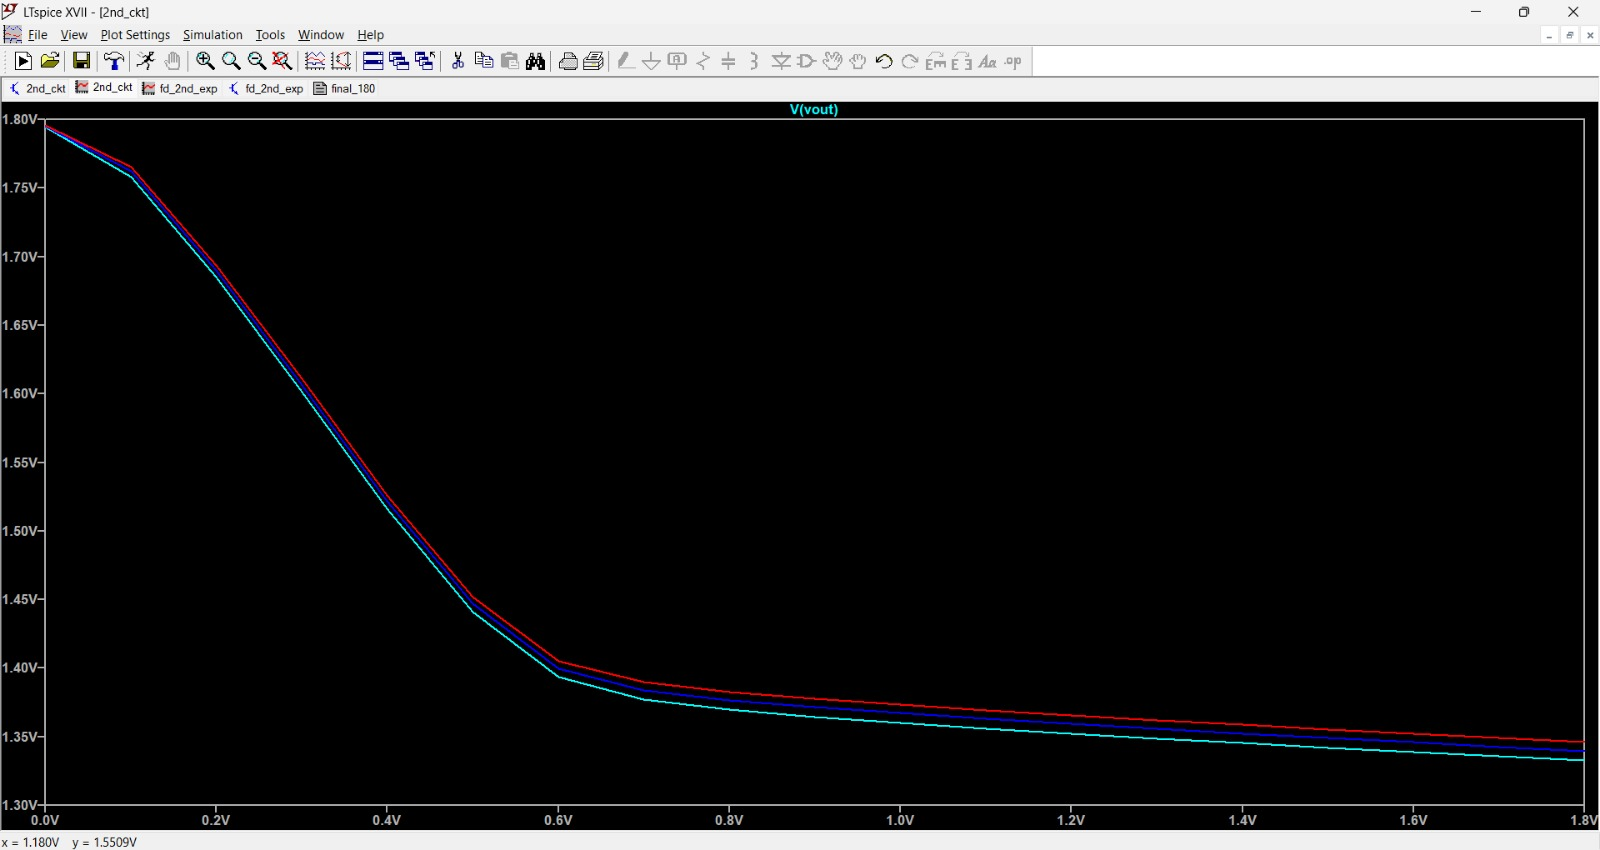 LTspice XVII - [2nd_ckt]
File View Plot Settings Simulation Tools Window Help
2nd_ckt 2nd_ckt fd_2nd_exp fd_2nd_exp final_180
V(vout)
1.80V
1.75V
1.70V
1.65V
1.60V
1.55V
1.50V
1.45V
1.40V
1.35V
1.30V
0.0V 0.2V 0.4V 0.6V 0.8V 1.0V 1.2V 1.4V 1.6V 1.8V
x = 1.180V y = 1.5509V